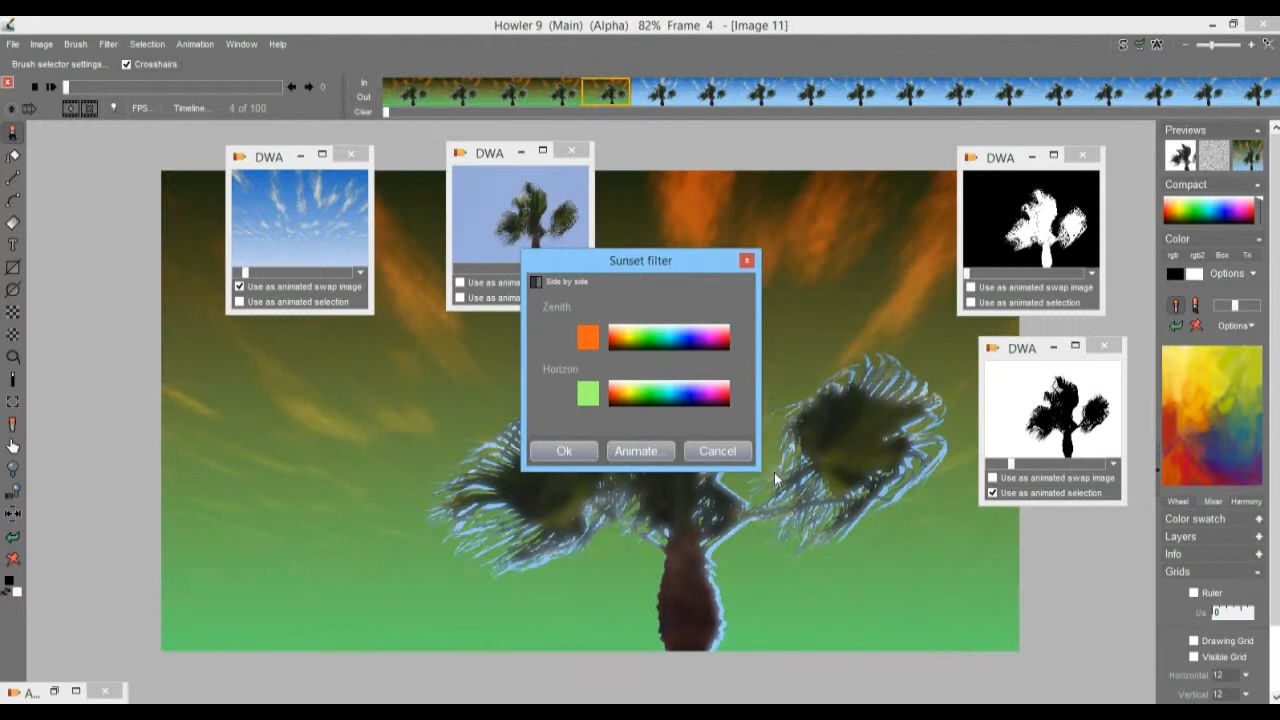 Howler 9 (Main) (Alpha) 82% Frame 4 - [Image 11]
File Image Brush Filter Selection Animation Window Help
Brush selector settings... Crosshairs
0
FPS... Timeline... 4 of 100
In
Out
Clear
DWA
Use as animated swap image
Use as animated selection
DWA
Use as anima
Use as anima
Sunset filter
Side by side
Zenith
Horizon
Ok Animate... Cancel
DWA
Use as animated swap image
Use as animated selection
DWA
Use as animated swap image
Use as animated selection
Previews
Compact
Color
rgb rgb2 Box Tri
Options
Options
Wheel Mixer Harmony
Color swatch
Layers
Info
Grids
Ruler
Us 0
Drawing Grid
Visible Grid
Horizontal 12
Vertical 12
A...